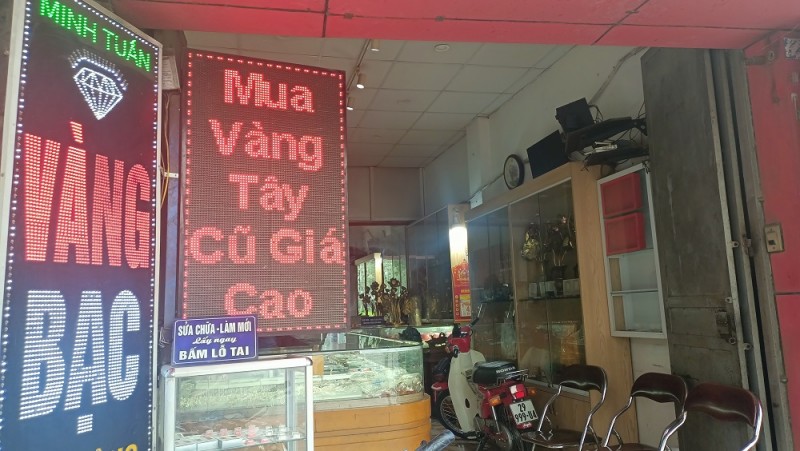 MINH TUẤN
VÀNG
BẠC
Mua
Vàng
Tây
Cũ Giá
Cao
SỬA CHỮA - LÀM MỚI
Lấy ngay
BẤM LỖ TAI
29